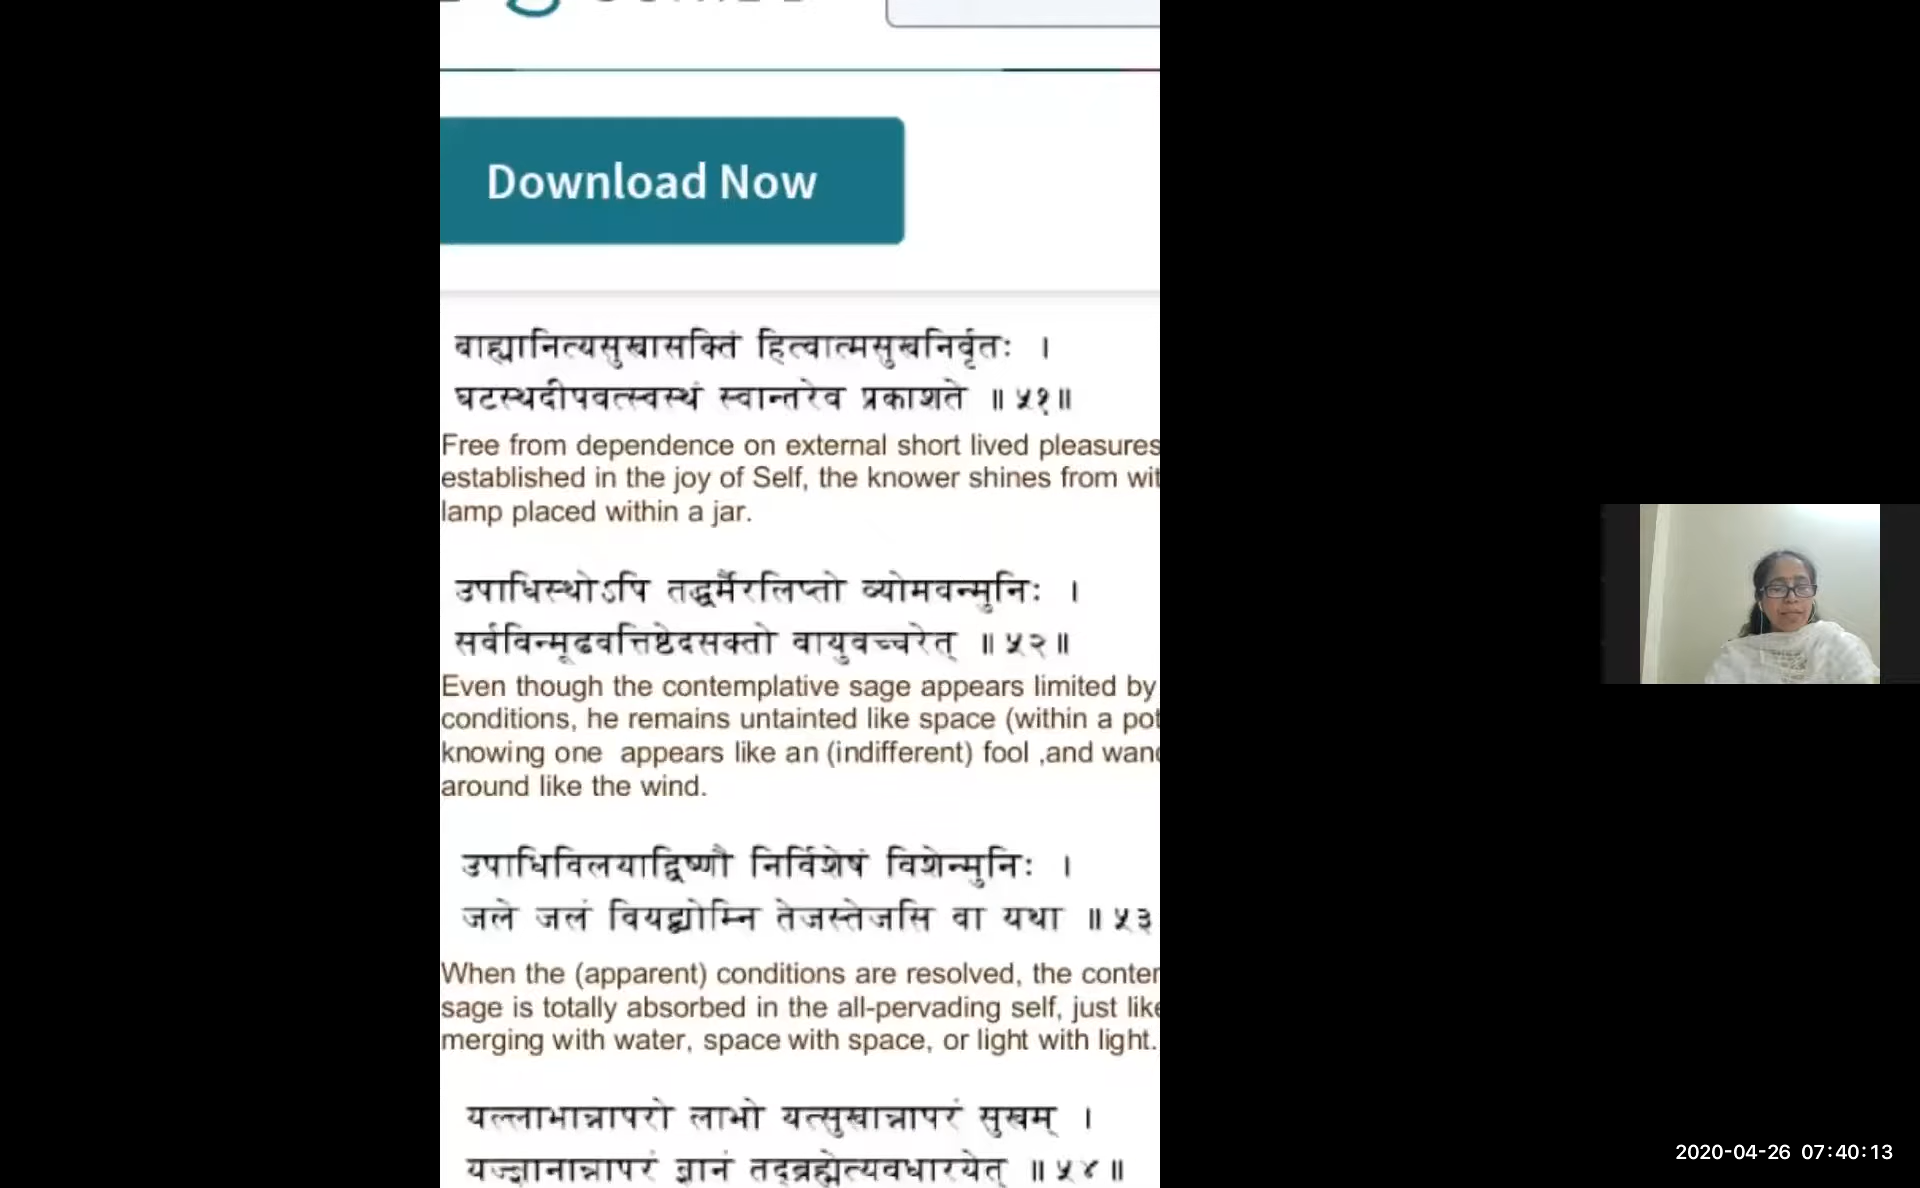 Download Now
बाह्यानित्यसुखासक्तिं हित्वात्मसुखनिर्वृतः ।
घटस्थदीपवत्स्वस्थं स्वान्तरेव प्रकाशते ॥ ५१॥
Free from dependence on external short lived pleasures
established in the joy of Self, the knower shines from wit
lamp placed within a jar.
उपाधिस्थोऽपि तद्धर्मैरलिप्तो व्योमवन्मुनिः ।
सर्वविन्मूढवत्तिष्ठेदसक्तो वायुवच्चरेत् ॥ ५२॥
Even though the contemplative sage appears limited by
conditions, he remains untainted like space (within a pot
knowing one appears like an (indifferent) fool ,and wand
around like the wind.
उपाधिविलयाद्विष्णौ निर्विशेषं विशेन्मुनिः ।
जले जलं वियद्व्योम्नि तेजस्तेजसि वा यथा ॥ ५३
When the (apparent) conditions are resolved, the conter
sage is totally absorbed in the all-pervading self, just like
merging with water, space with space, or light with light.
यल्लाभान्नापरो लाभो यत्सुखान्नापरं सुखम् ।
यज्ज्ञानान्नापरं ज्ञानं तद्ब्रह्मेत्यवधारयेत् ॥ ५४॥
2020-04-26 07:40:13